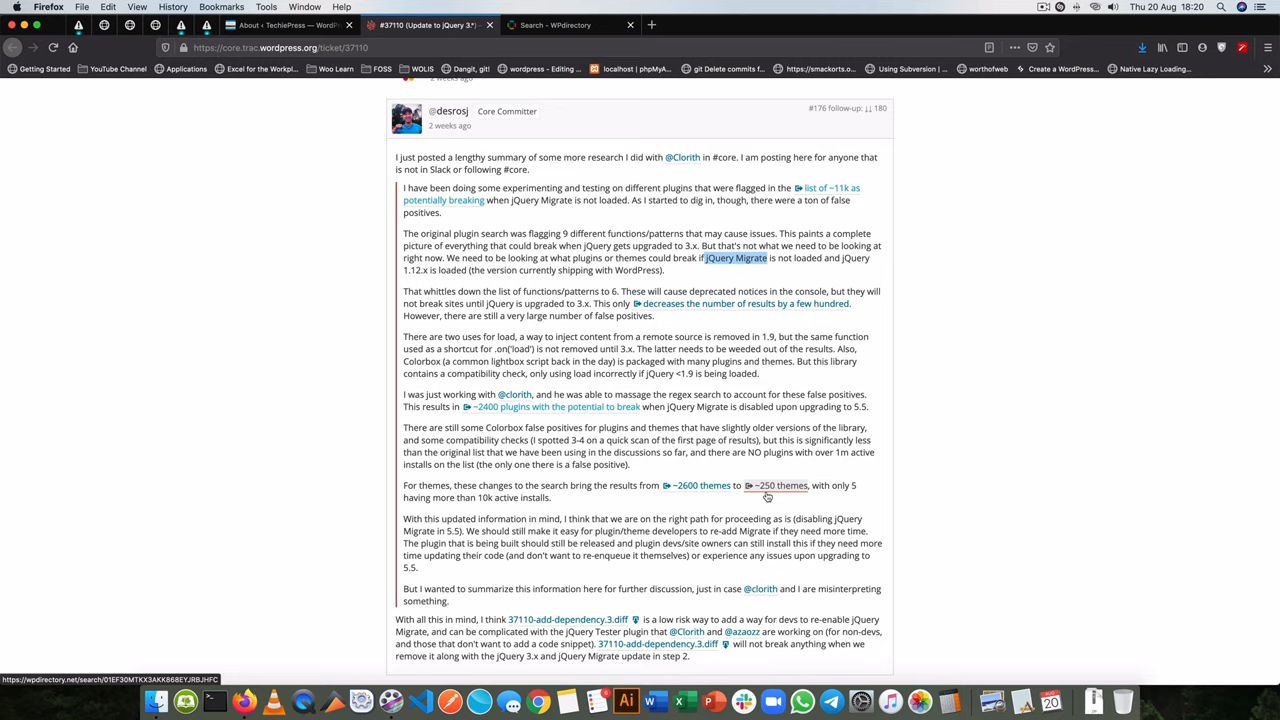 Firefox File Edit View History Bookmarks Tools Window Help
Thu 20 Aug 18:20
About ‹ TechiePress — WordPr
#37110 (Update to jQuery 3.*)
Search - WPdirectory
https://core.trac.wordpress.org/ticket/37110
Getting Started YouTube Channel Applications Excel for the Workpl... Woo Learn FOSS WOLIS Dangit, git! wordpress - Editing ... localhost | phpMyA... git Delete commits f... https://smackorts.o... Using Subversion |... worthofweb Create a WordPress... Native Lazy Loading...
2 weeks ago
@desrosj Core Committer
#176 follow-up: ↓↓ 180
2 weeks ago
I just posted a lengthy summary of some more research I did with @Clorith in #core. I am posting here for anyone that
is not in Slack or following #core.
I have been doing some experimenting and testing on different plugins that were flagged in the list of ~11k as
potentially breaking when jQuery Migrate is not loaded. As I started to dig in, though, there were a ton of false
positives.
The original plugin search was flagging 9 different functions/patterns that may cause issues. This paints a complete
picture of everything that could break when jQuery gets upgraded to 3.x. But that's not what we need to be looking at
right now. We need to be looking at what plugins or themes could break if jQuery Migrate is not loaded and jQuery
1.12.x is loaded (the version currently shipping with WordPress).
That whittles down the list of functions/patterns to 6. These will cause deprecated notices in the console, but they will
not break sites until jQuery is upgraded to 3.x. This only decreases the number of results by a few hundred.
However, there are still a very large number of false positives.
There are two uses for load, a way to inject content from a remote source is removed in 1.9, but the same function
used as a shortcut for .on('load') is not removed until 3.x. The latter needs to be weeded out of the results. Also,
Colorbox (a common lightbox script back in the day) is packaged with many plugins and themes. But this library
contains a compatibility check, only using load incorrectly if jQuery <1.9 is being loaded.
I was just working with @clorith, and he was able to massage the regex search to account for these false positives.
This results in ~2400 plugins with the potential to break when jQuery Migrate is disabled upon upgrading to 5.5.
There are still some Colorbox false positives for plugins and themes that have slightly older versions of the library,
and some compatibility checks (I spotted 3-4 on a quick scan of the first page of results), but this is significantly less
than the original list that we have been using in the discussions so far, and there are NO plugins with over 1m active
installs on the list (the only one there is a false positive).
For themes, these changes to the search bring the results from ~2600 themes to ~250 themes, with only 5
having more than 10k active installs.
With this updated information in mind, I think that we are on the right path for proceeding as is (disabling jQuery
Migrate in 5.5). We should still make it easy for plugin/theme developers to re-add Migrate if they need more time.
The plugin that is being built should still be released and plugin devs/site owners can still install this if they need more
time updating their code (and don't want to re-enqueue it themselves) or experience any issues upon upgrading to
5.5.
But I wanted to summarize this information here for further discussion, just in case @clorith and I are misinterpreting
something.
With all this in mind, I think 37110-add-dependency.3.diff is a low risk way to add a way for devs to re-enable jQuery
Migrate, and can be complicated with the jQuery Tester plugin that @Clorith and @azaozz are working on (for non-devs,
and those that don't want to add a code snippet). 37110-add-dependency.3.diff will not break anything when we
remove it along with the jQuery 3.x and jQuery Migrate update in step 2.